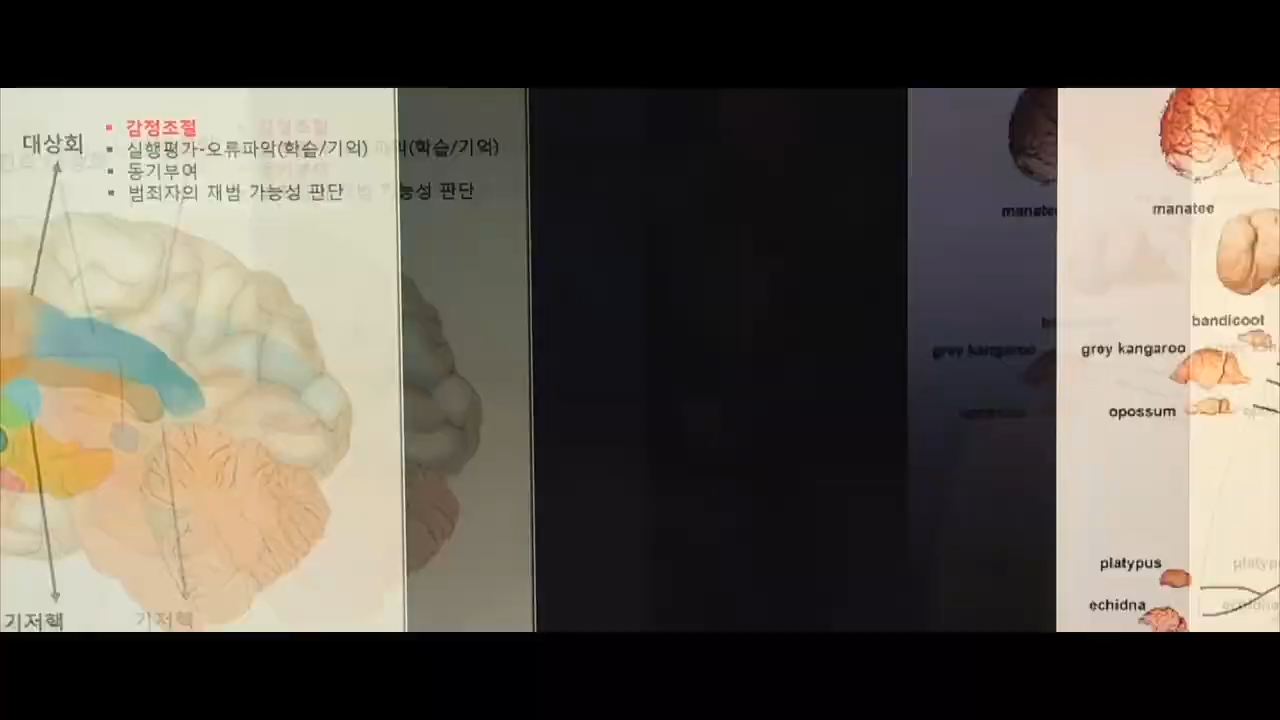 대상회
감정조절
실행평가-오류파악(학습/기억)
동기부여
범죄자의 재범 가능성 판단
기저핵
기저핵
manatee
manatee
bandicoot
grey kangaroo
grey kangaroo
opossum
platypus
echidna